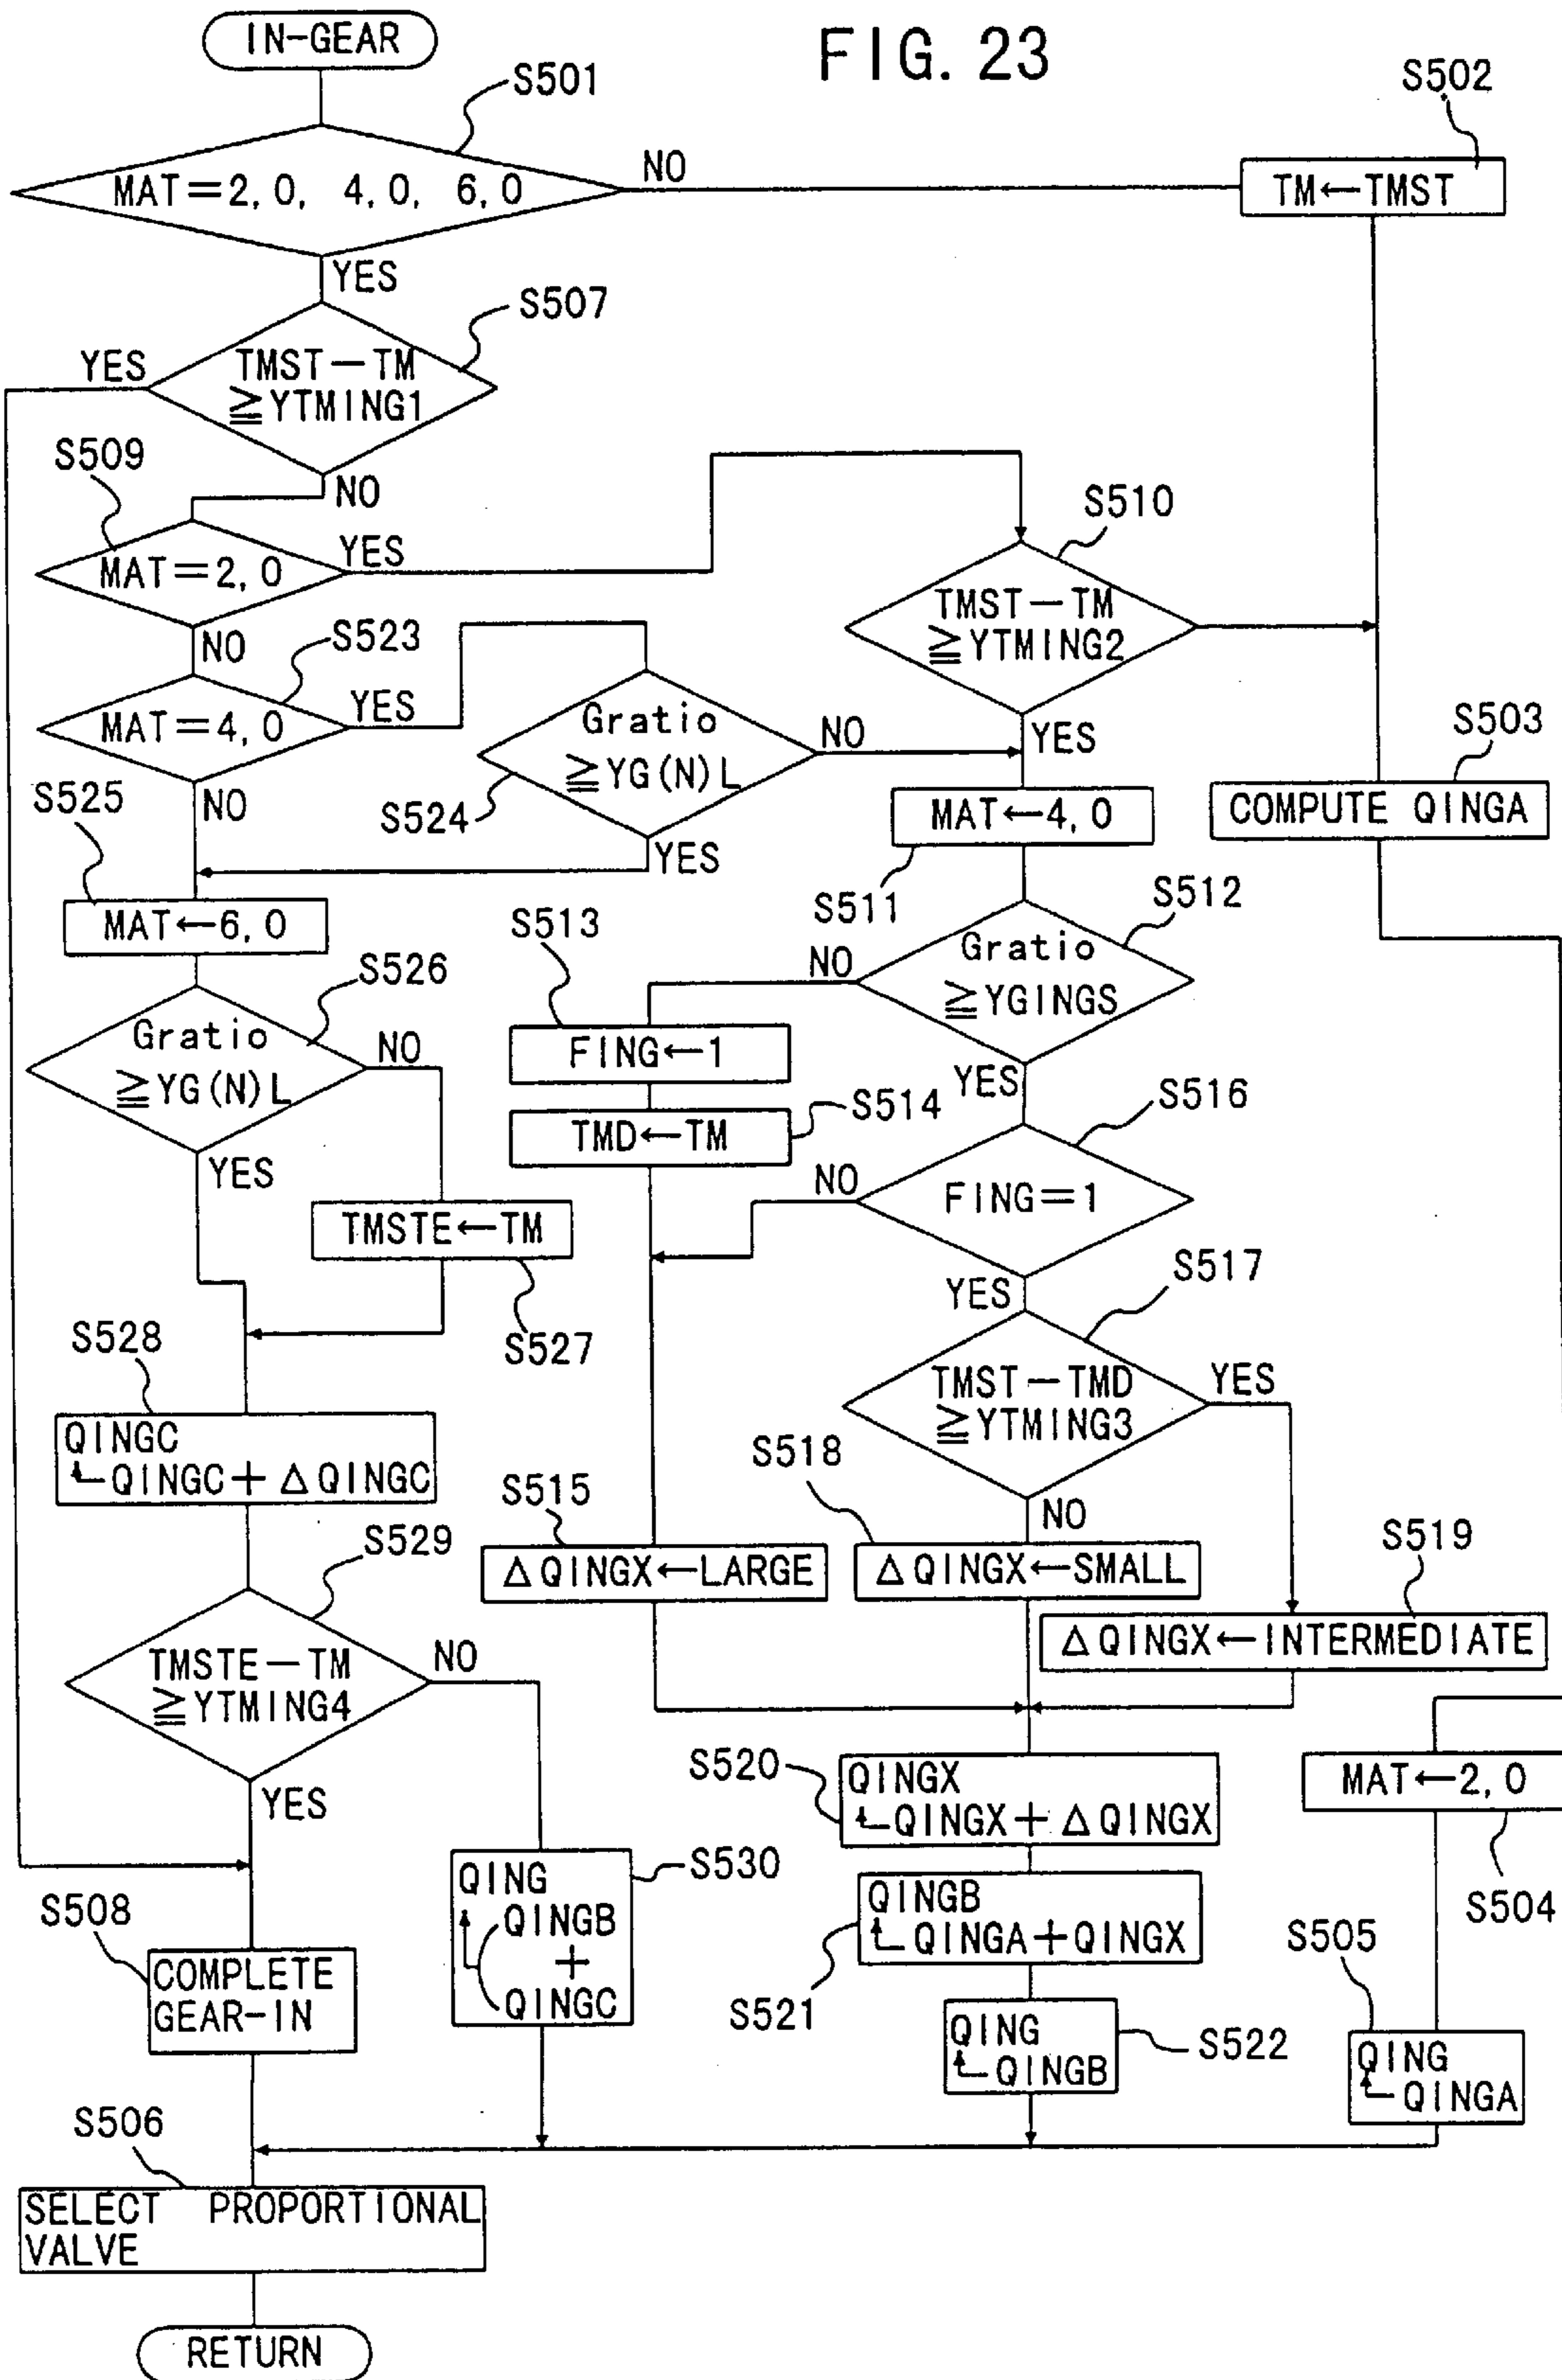 FIG. 23
IN-GEAR
S501
MAT=2,0, 4,0, 6,0
NO
YES
S502
TM←TMST
S507
TMST-TM
≧YTMING1
YES
NO
S509
MAT=2,0
YES
NO
S510
TMST-TM
≧YTMING2
YES
S523
MAT=4,0
YES
NO
Gratio
≧YG(N)L
S524
NO
YES
S503
COMPUTE QINGA
S525
MAT←6,0
MAT←4,0
S511
S512
Gratio
≧YGINGS
NO
YES
S513
FING←1
S514
TMD←TM
S526
Gratio
≧YG(N)L
NO
YES
TMSTE←TM
S527
S516
FING=1
NO
YES
S517
TMST-TMD
≧YTMING3
YES
NO
S528
QINGC
QINGC+ΔQINGC
S515
ΔQINGX←LARGE
S518
ΔQINGX←SMALL
S519
ΔQINGX←INTERMEDIATE
S529
TMSTE-TM
≧YTMING4
NO
YES
S520
QINGX
QINGX+ΔQINGX
MAT←2,0
S504
S530
QING
QINGB
+
QINGC
QINGB
QINGA+QINGX
S521
S508
COMPLETE
GEAR-IN
QING
QINGB
S522
S505
QING
QINGA
S506
SELECT PROPORTIONAL
VALVE
RETURN